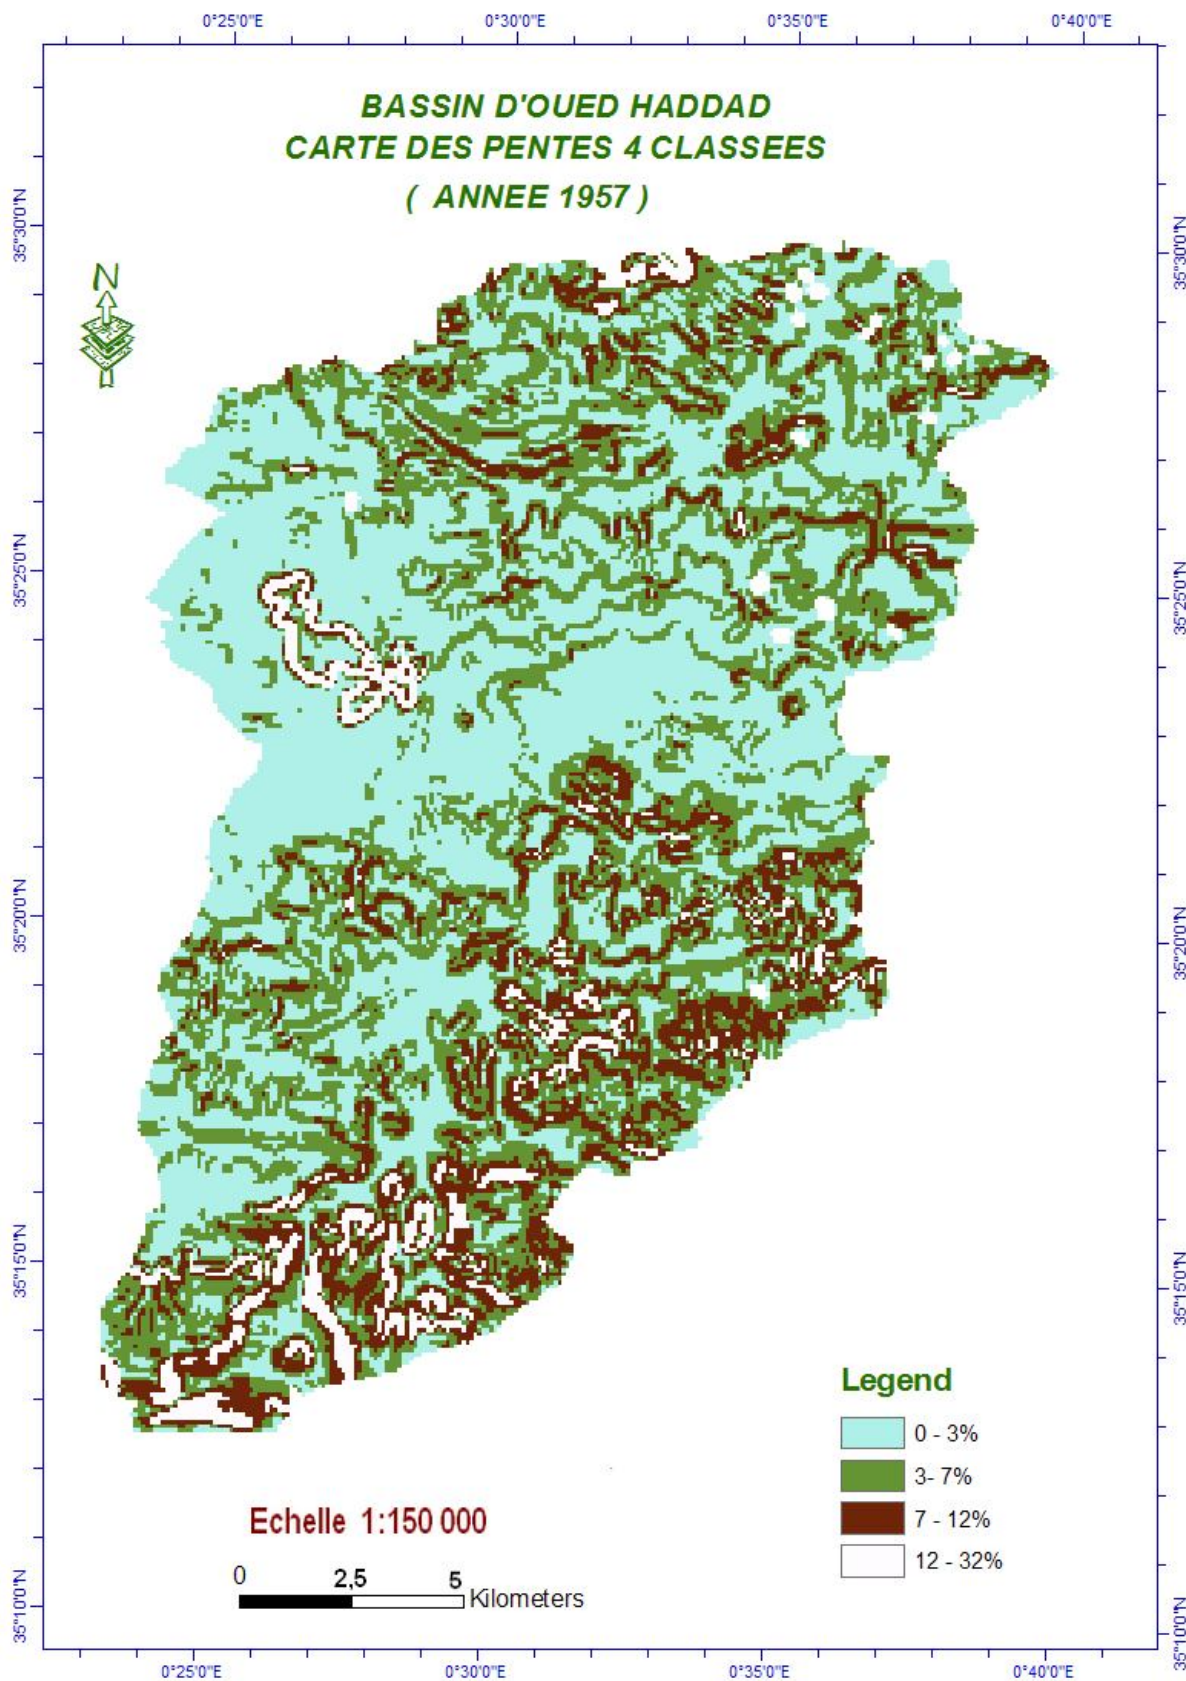 0°25'0"E 0°30'0"E 0°35'0"E 0°40'0"E
BASSIN D'OUED HADDAD
CARTE DES PENTES 4 CLASSEES
( ANNEE 1957 )
N
35°30'0"N 35°30'0"N
35°25'0"N 35°25'0"N
35°20'0"N 35°20'0"N
35°15'0"N 35°15'0"N
35°10'0"N 35°10'0"N
Legend
0 - 3%
3- 7%
7 - 12%
12 - 32%
Echelle 1:150 000
0 2,5 5
Kilometers
0°25'0"E 0°30'0"E 0°35'0"E 0°40'0"E